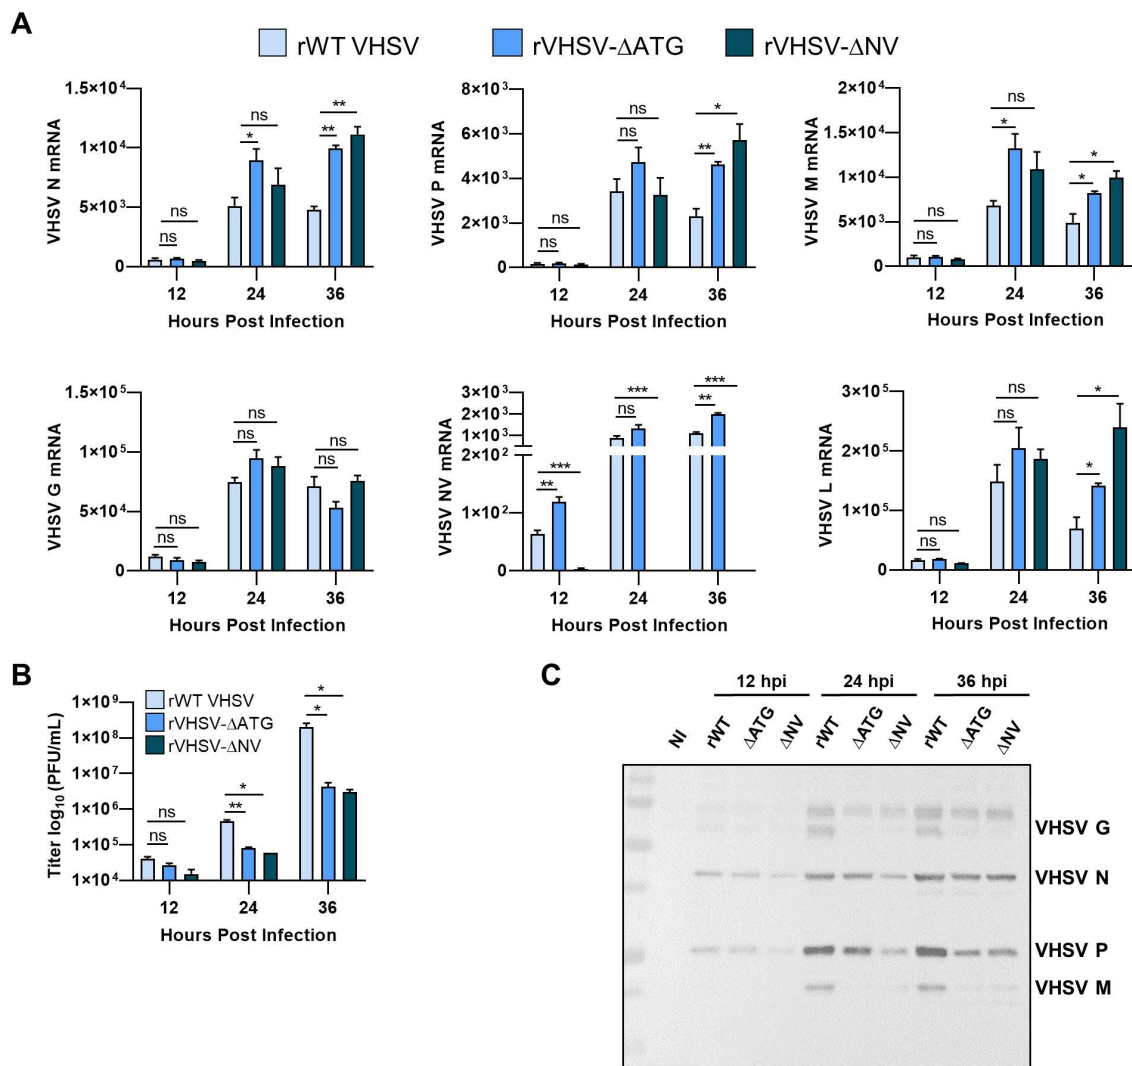 A
rWT VHSV rVHSV-ΔATG rVHSV-ΔNV
VHSV N mRNA
1.5×10⁴
1×10⁴
5×10³
0
ns
ns
*
ns
**
**
12 24 36
Hours Post Infection
VHSV P mRNA
8×10³
6×10³
4×10³
2×10³
0
ns
ns
ns
ns
**
*
12 24 36
Hours Post Infection
VHSV M mRNA
2×10⁴
1×10⁴
1×10⁴
5×10³
0
ns
ns
*
ns
*
*
12 24 36
Hours Post Infection
VHSV G mRNA
1.5×10⁵
1×10⁵
5×10⁴
0
ns
ns
ns
ns
ns
ns
12 24 36
Hours Post Infection
VHSV NV mRNA
3×10³
2×10³
1×10³
2×10²
1×10²
0
**
***
ns
***
**
***
12 24 36
Hours Post Infection
VHSV L mRNA
3×10⁵
2×10⁵
1×10⁵
0
ns
ns
ns
ns
*
*
12 24 36
Hours Post Infection
B
rWT VHSV
rVHSV-ΔATG
rVHSV-ΔNV
Titer log₁₀ (PFU/mL)
1×10⁹
1×10⁸
1×10⁷
1×10⁶
1×10⁵
1×10⁴
ns
ns
**
*
*
*
12 24 36
Hours Post Infection
C
12 hpi 24 hpi 36 hpi
NI rWT ΔATG ΔNV rWT ΔATG ΔNV rWT ΔATG ΔNV
VHSV G
VHSV N
VHSV P
VHSV M